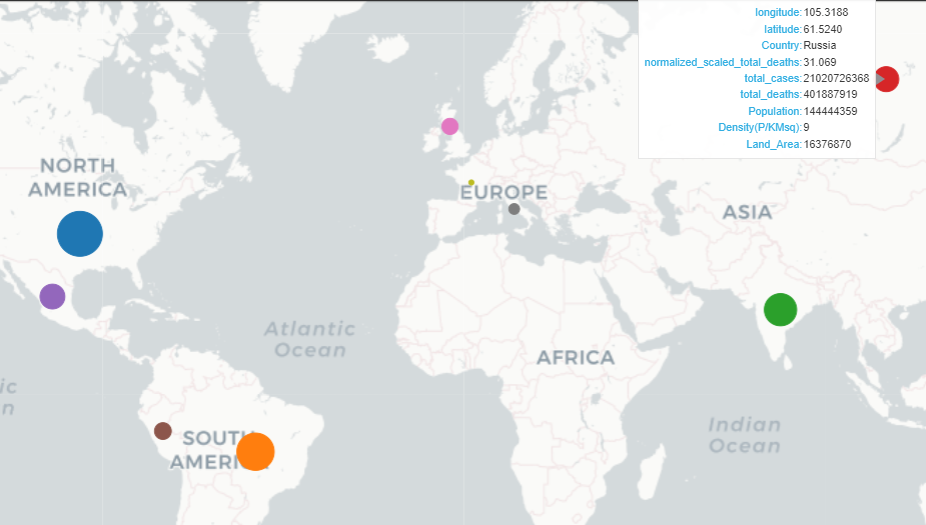 longitude: 105.3188
latitude: 61.5240
Country: Russia
normalized_scaled_total_deaths: 31.069
total_cases: 21020726368
total_deaths: 401887919
Population: 144444359
Density(P/KMsq): 9
Land_Area: 16376870
NORTH
AMERICA
EUROPE
ASIA
Atlantic
Ocean
AFRICA
ic
n
SOUTH
AMERI
Indian
Ocean